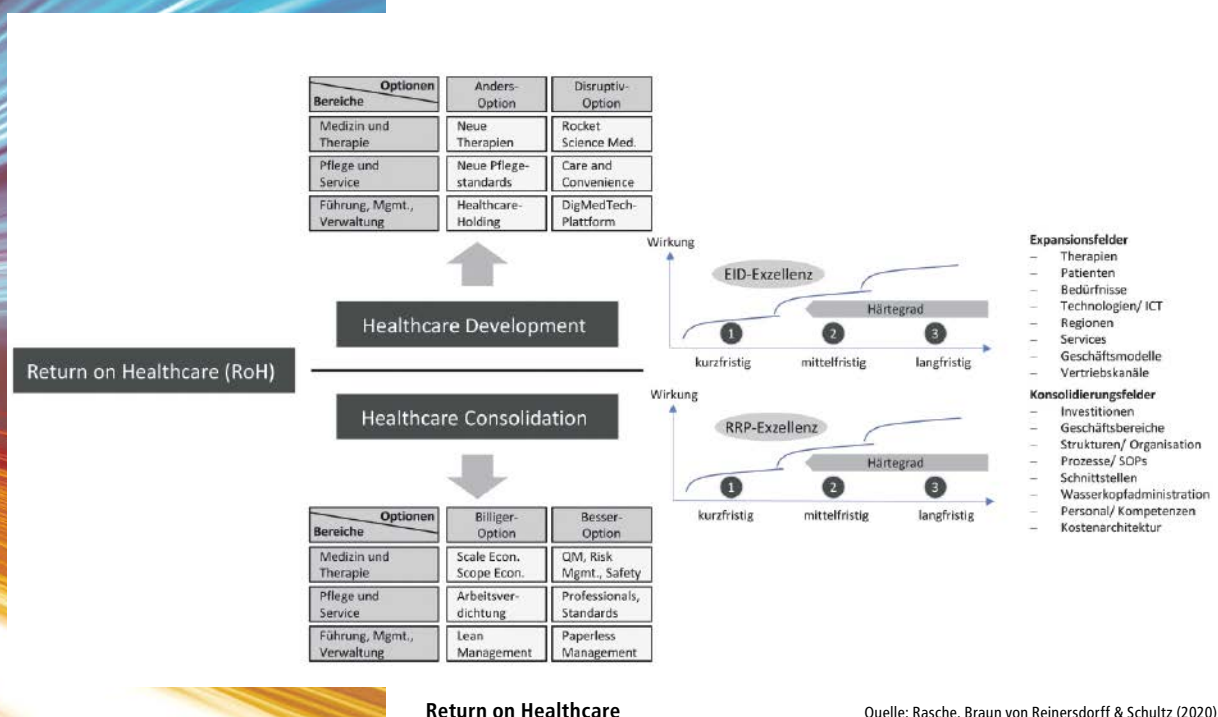 Optionen
Bereiche
Anders-
Option
Disruptiv-
Option
Medizin und
Therapie
Neue
Therapien
Rocket
Science Med.
Pflege und
Service
Neue Pflege-
standards
Care and
Convenience
Führung, Mgmt.,
Verwaltung
Healthcare-
Holding
DigMedTech-
Plattform
Healthcare Development
Return on Healthcare (RoH)
Healthcare Consolidation
Optionen
Bereiche
Billiger-
Option
Besser-
Option
Medizin und
Therapie
Scale Econ.
Scope Econ.
QM, Risk
Mgmt., Safety
Pflege und
Service
Arbeitsver-
dichtung
Professionals,
Standards
Führung, Mgmt.,
Verwaltung
Lean
Management
Paperless
Management
Wirkung
EID-Exzellenz
Härtegrad
1 2 3
kurzfristig mittelfristig langfristig
Wirkung
RRP-Exzellenz
Härtegrad
1 2 3
kurzfristig mittelfristig langfristig
Expansionsfelder
– Therapien
– Patienten
– Bedürfnisse
– Technologien/ ICT
– Regionen
– Services
– Geschäftsmodelle
– Vertriebskanäle
Konsolidierungsfelder
– Investitionen
– Geschäftsbereiche
– Strukturen/ Organisation
– Prozesse/ SOPs
– Schnittstellen
– Wasserkopfadministration
– Personal/ Kompetenzen
– Kostenarchitektur
Return on Healthcare
Quelle: Rasche, Braun von Reinersdorff & Schultz (2020)